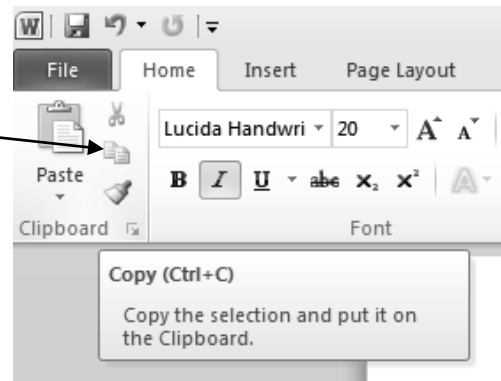 W
File Home Insert Page Layout
Lucida Handwri 20 A A
Paste
B I U abc X₂ X² A
Clipboard Font
Copy (Ctrl+C)
Copy the selection and put it on
the Clipboard.